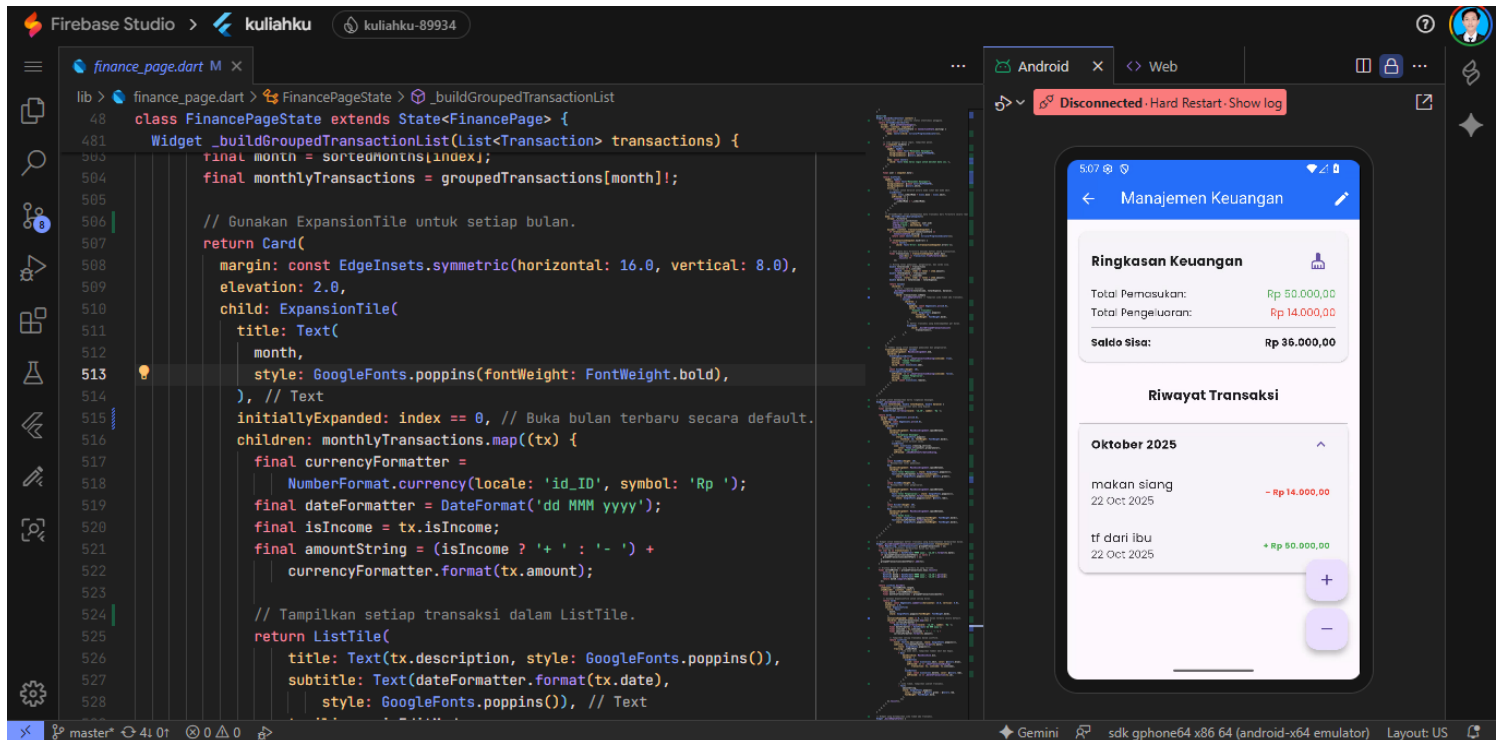 Firebase Studio > kuliahku kuliahku-89934
finance_page.dart M
Android
Web
lib > finance_page.dart > FinancePageState > _buildGroupedTransactionList
Disconnected · Hard Restart · Show log
48 class FinancePageState extends State<FinancePage> {
481 Widget _buildGroupedTransactionList(List<Transaction> transactions) {
503 final month = sortedMonths[index];
504 final monthlyTransactions = groupedTransactions[month]!;
505
506 // Gunakan ExpansionTile untuk setiap bulan.
507 return Card(
508 margin: const EdgeInsets.symmetric(horizontal: 16.0, vertical: 8.0),
509 elevation: 2.0,
510 child: ExpansionTile(
511 title: Text(
512 month,
513 style: GoogleFonts.poppins(fontWeight: FontWeight.bold),
514 ), // Text
515 initiallyExpanded: index == 0, // Buka bulan terbaru secara default.
516 children: monthlyTransactions.map((tx) {
517 final currencyFormatter =
518 NumberFormat.currency(locale: 'id_ID', symbol: 'Rp ');
519 final dateFormatter = DateFormat('dd MMM yyyy');
520 final isIncome = tx.isIncome;
521 final amountString = (isIncome ? '+ ' : '- ') +
522 currencyFormatter.format(tx.amount);
523
524 // Tampilkan setiap transaksi dalam ListTile.
525 return ListTile(
526 title: Text(tx.description, style: GoogleFonts.poppins()),
527 subtitle: Text(dateFormatter.format(tx.date),
528 style: GoogleFonts.poppins()), // Text
5:07
Manajemen Keuangan
Ringkasan Keuangan
Total Pemasukan: Rp 50.000,00
Total Pengeluaran: Rp 14.000,00
Saldo Sisa: Rp 36.000,00
Riwayat Transaksi
Oktober 2025
makan siang
22 Oct 2025
- Rp 14.000,00
tf dari ibu
22 Oct 2025
+ Rp 50.000,00
+
−
8
master* 4↓ 0↑ 0 0
Gemini
sdk gphone64 x86 64 (android-x64 emulator)
Layout: US